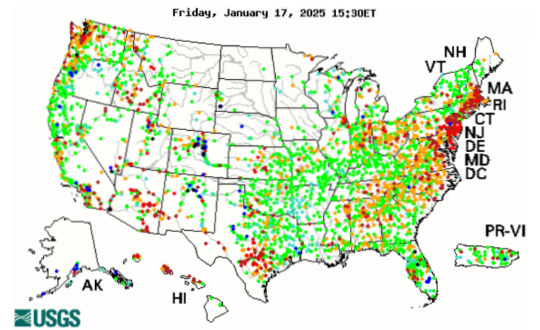 Friday, January 17, 2025 15:30ET
NH
VT
MA
RI
CT
NJ
DE
MD
DC
PR-VI
AK
HI
USGS